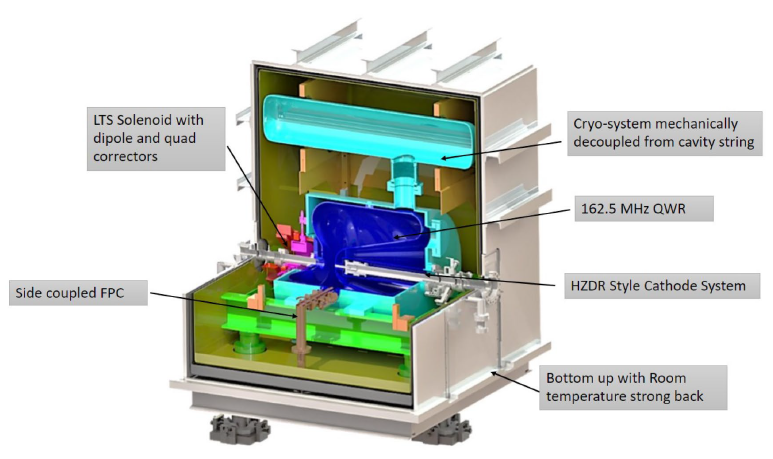 LTS Solenoid with
dipole and quad
correctors
Cryo-system mechanically
decoupled from cavity string
162.5 MHz QWR
HZDR Style Cathode System
Side coupled FPC
Bottom up with Room
temperature strong back